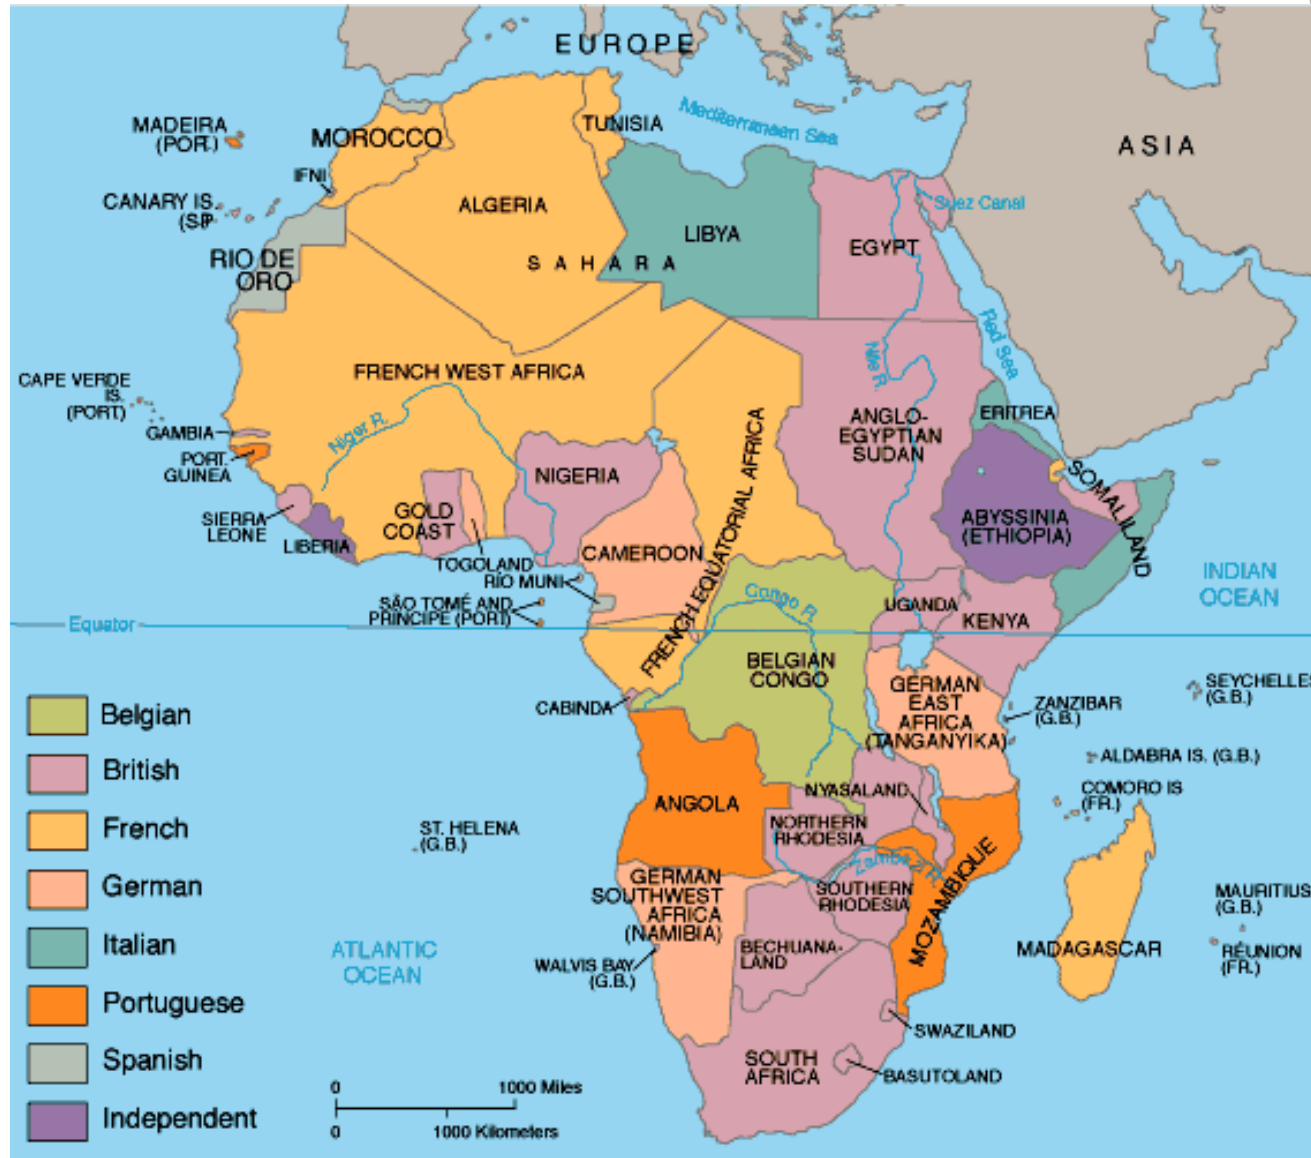 EUROPE
Mediterranean Sea
ASIA
MADEIRA
(PORT.)
MOROCCO
TUNISIA
IFNI
CANARY IS.
(SP.)
ALGERIA
LIBYA
EGYPT
Suez Canal
RIO DE
ORO
SAHARA
Red Sea
Nile R.
FRENCH WEST AFRICA
CAPE VERDE
IS.
(PORT)
GAMBIA
PORT.
GUINEA
Niger R.
NIGERIA
ANGLO-
EGYPTIAN
SUDAN
ERITREA
SOMALILAND
FRENCH EQUATORIAL AFRICA
SIERRA
LEONE
LIBERIA
GOLD
COAST
TOGOLAND
CAMEROON
ABYSSINIA
(ETHIOPIA)
RÍO MUNI
SÃO TOMÉ AND
PRÍNCIPE (PORT)
Congo R.
UGANDA
KENYA
INDIAN
OCEAN
Equator
BELGIAN
CONGO
CABINDA
GERMAN
EAST
AFRICA
(TANGANYIKA)
ZANZIBAR
(G.B.)
SEYCHELLES
(G.B.)
ALDABRA IS. (G.B.)
COMORO IS
(FR.)
Belgian
British
French
German
Italian
Portuguese
Spanish
Independent
ANGOLA
NYASALAND
NORTHERN
RHODESIA
ST. HELENA
(G.B.)
Zambezi R.
GERMAN
SOUTHWEST
AFRICA
(NAMIBIA)
SOUTHERN
RHODESIA
MOZAMBIQUE
MAURITIUS
(G.B.)
ATLANTIC
OCEAN
WALVIS BAY
(G.B.)
BECHUANA-
LAND
MADAGASCAR
RÉUNION
(FR.)
SWAZILAND
SOUTH
AFRICA
BASUTOLAND
0 1000 Miles
0 1000 Kilometers